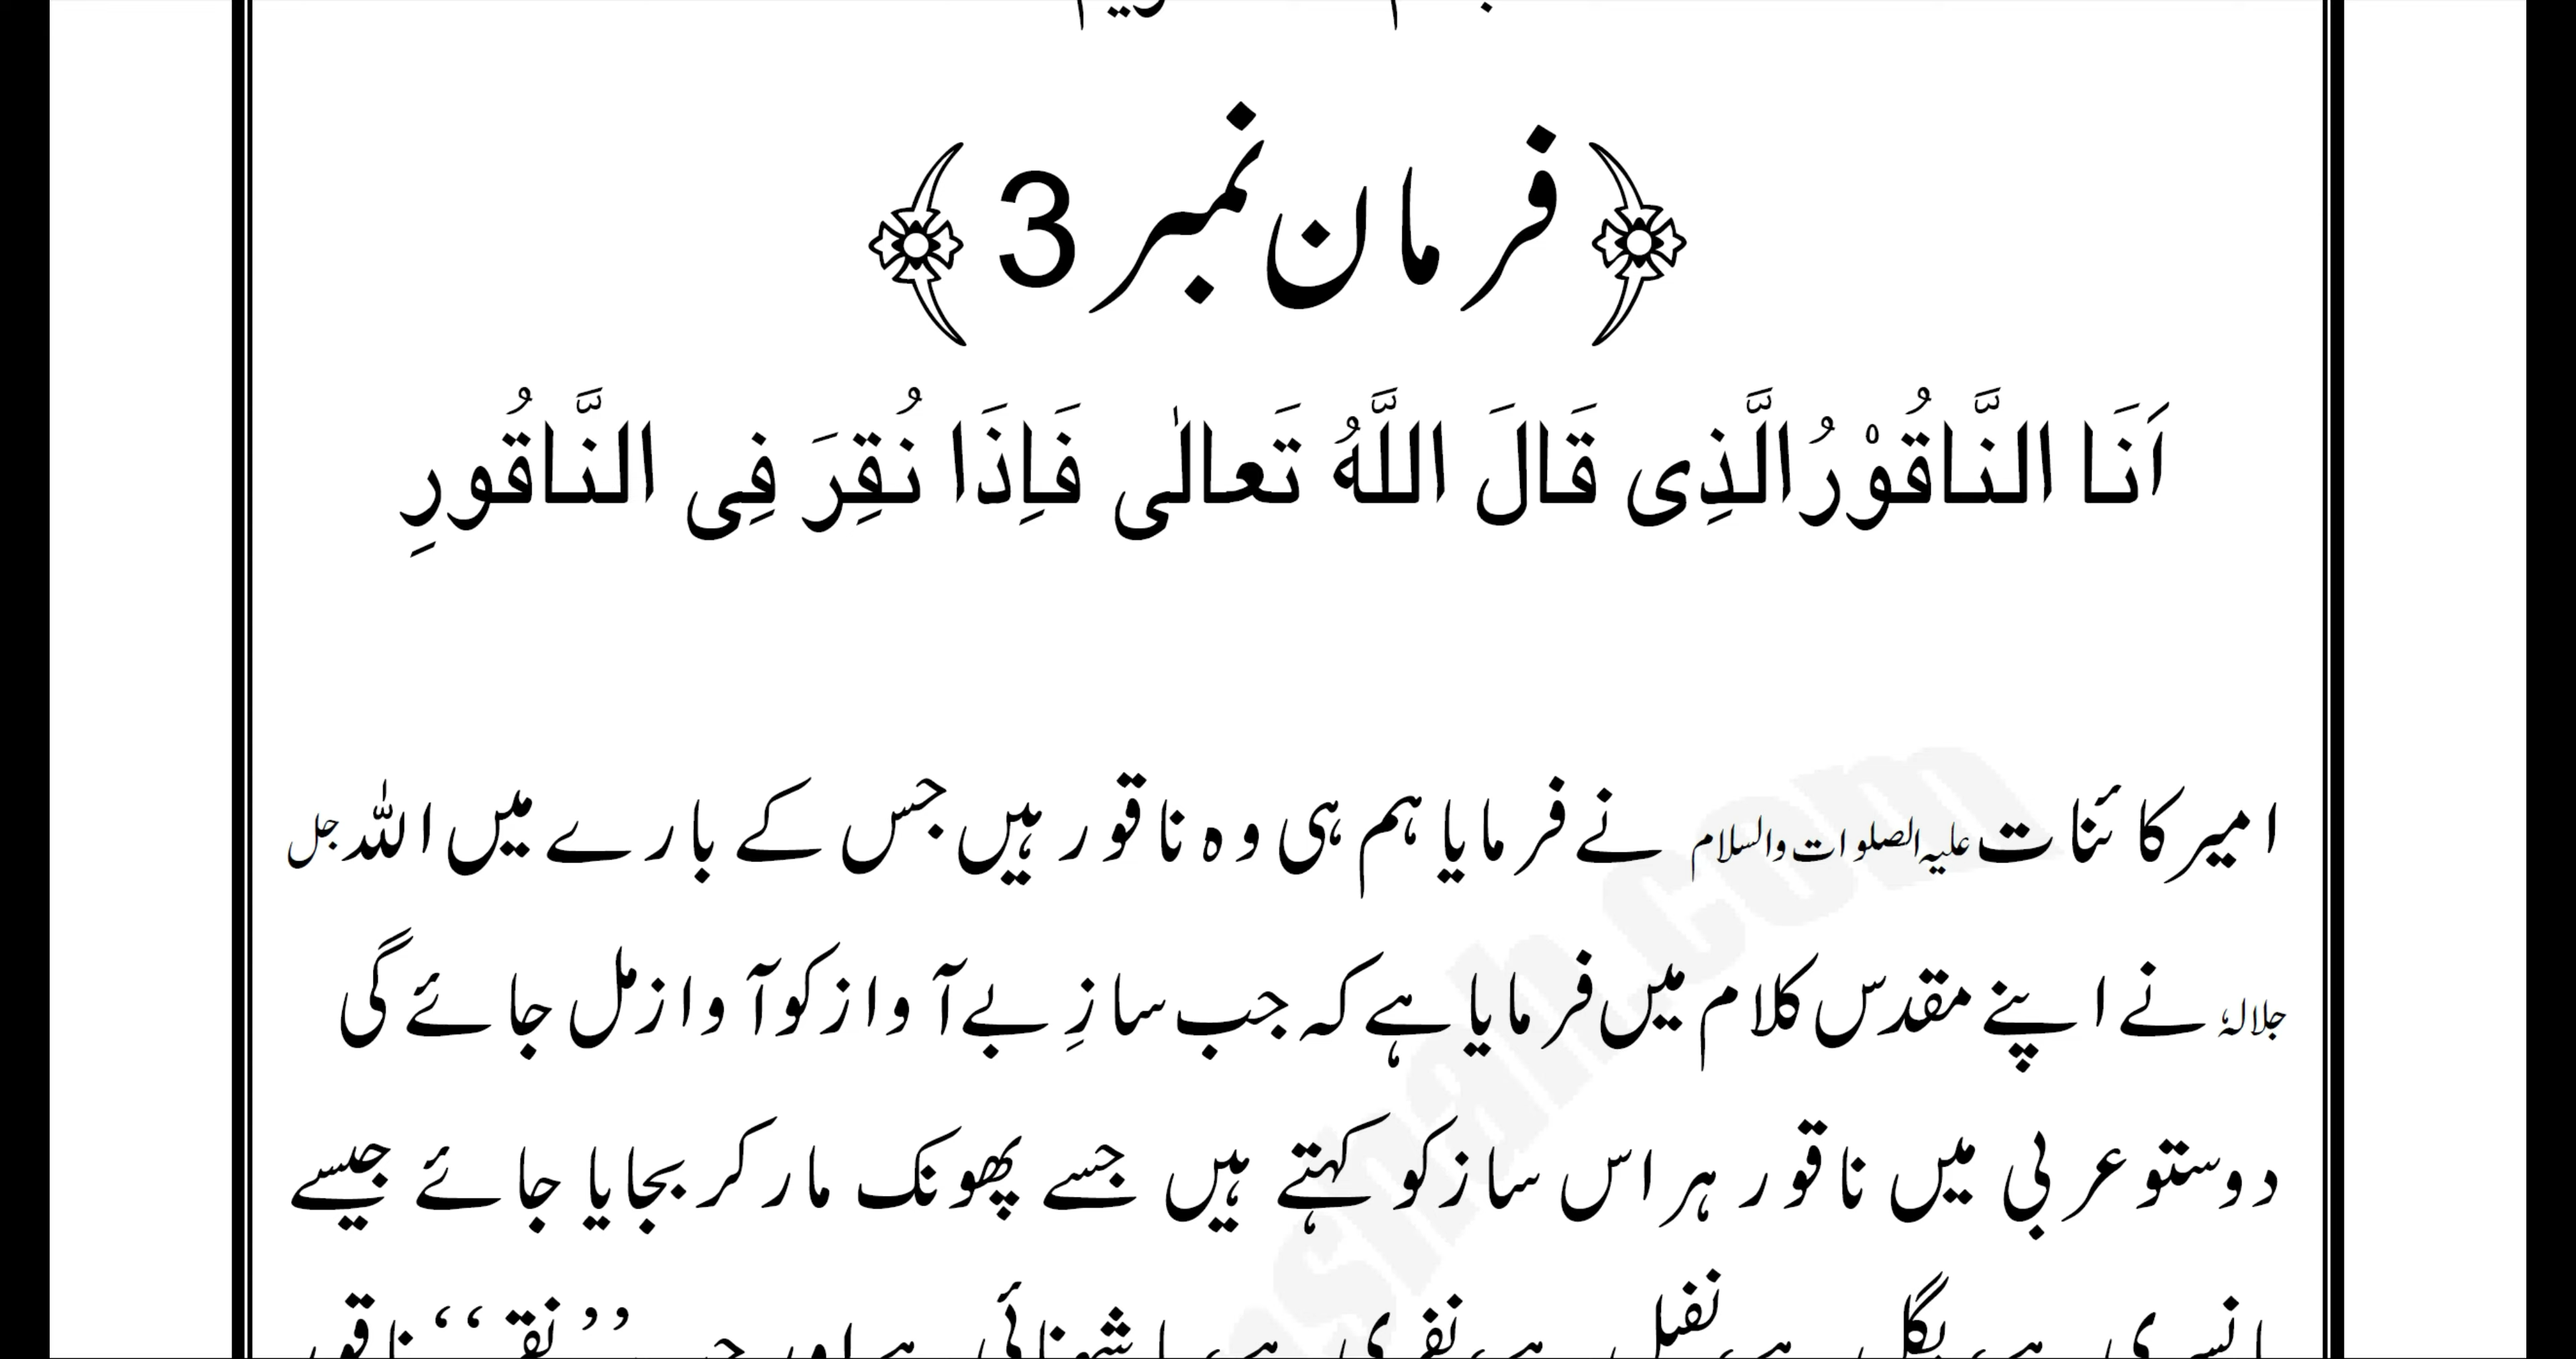 فرمان نمبر 3
اَنَا النَّاقُوْرُ الَّذِی قَالَ اللَّهُ تَعالٰی فَاِذَا نُقِرَ فِی النَّاقُورِ
امیر کائنات علیہ الصلوات والسلام نے فرمایا ہم ہی وہ ناقور ہیں جس کے بارے میں اللہ جل
جلالہٗ نے اپنے مقدس کلام میں فرمایا ہے کہ جب سازِ بے آواز کو آواز مل جائے گی
دوستو عربی میں ناقور ہر اس ساز کو کہتے ہیں جسے پھونک مار کر بجایا جائے جیسے